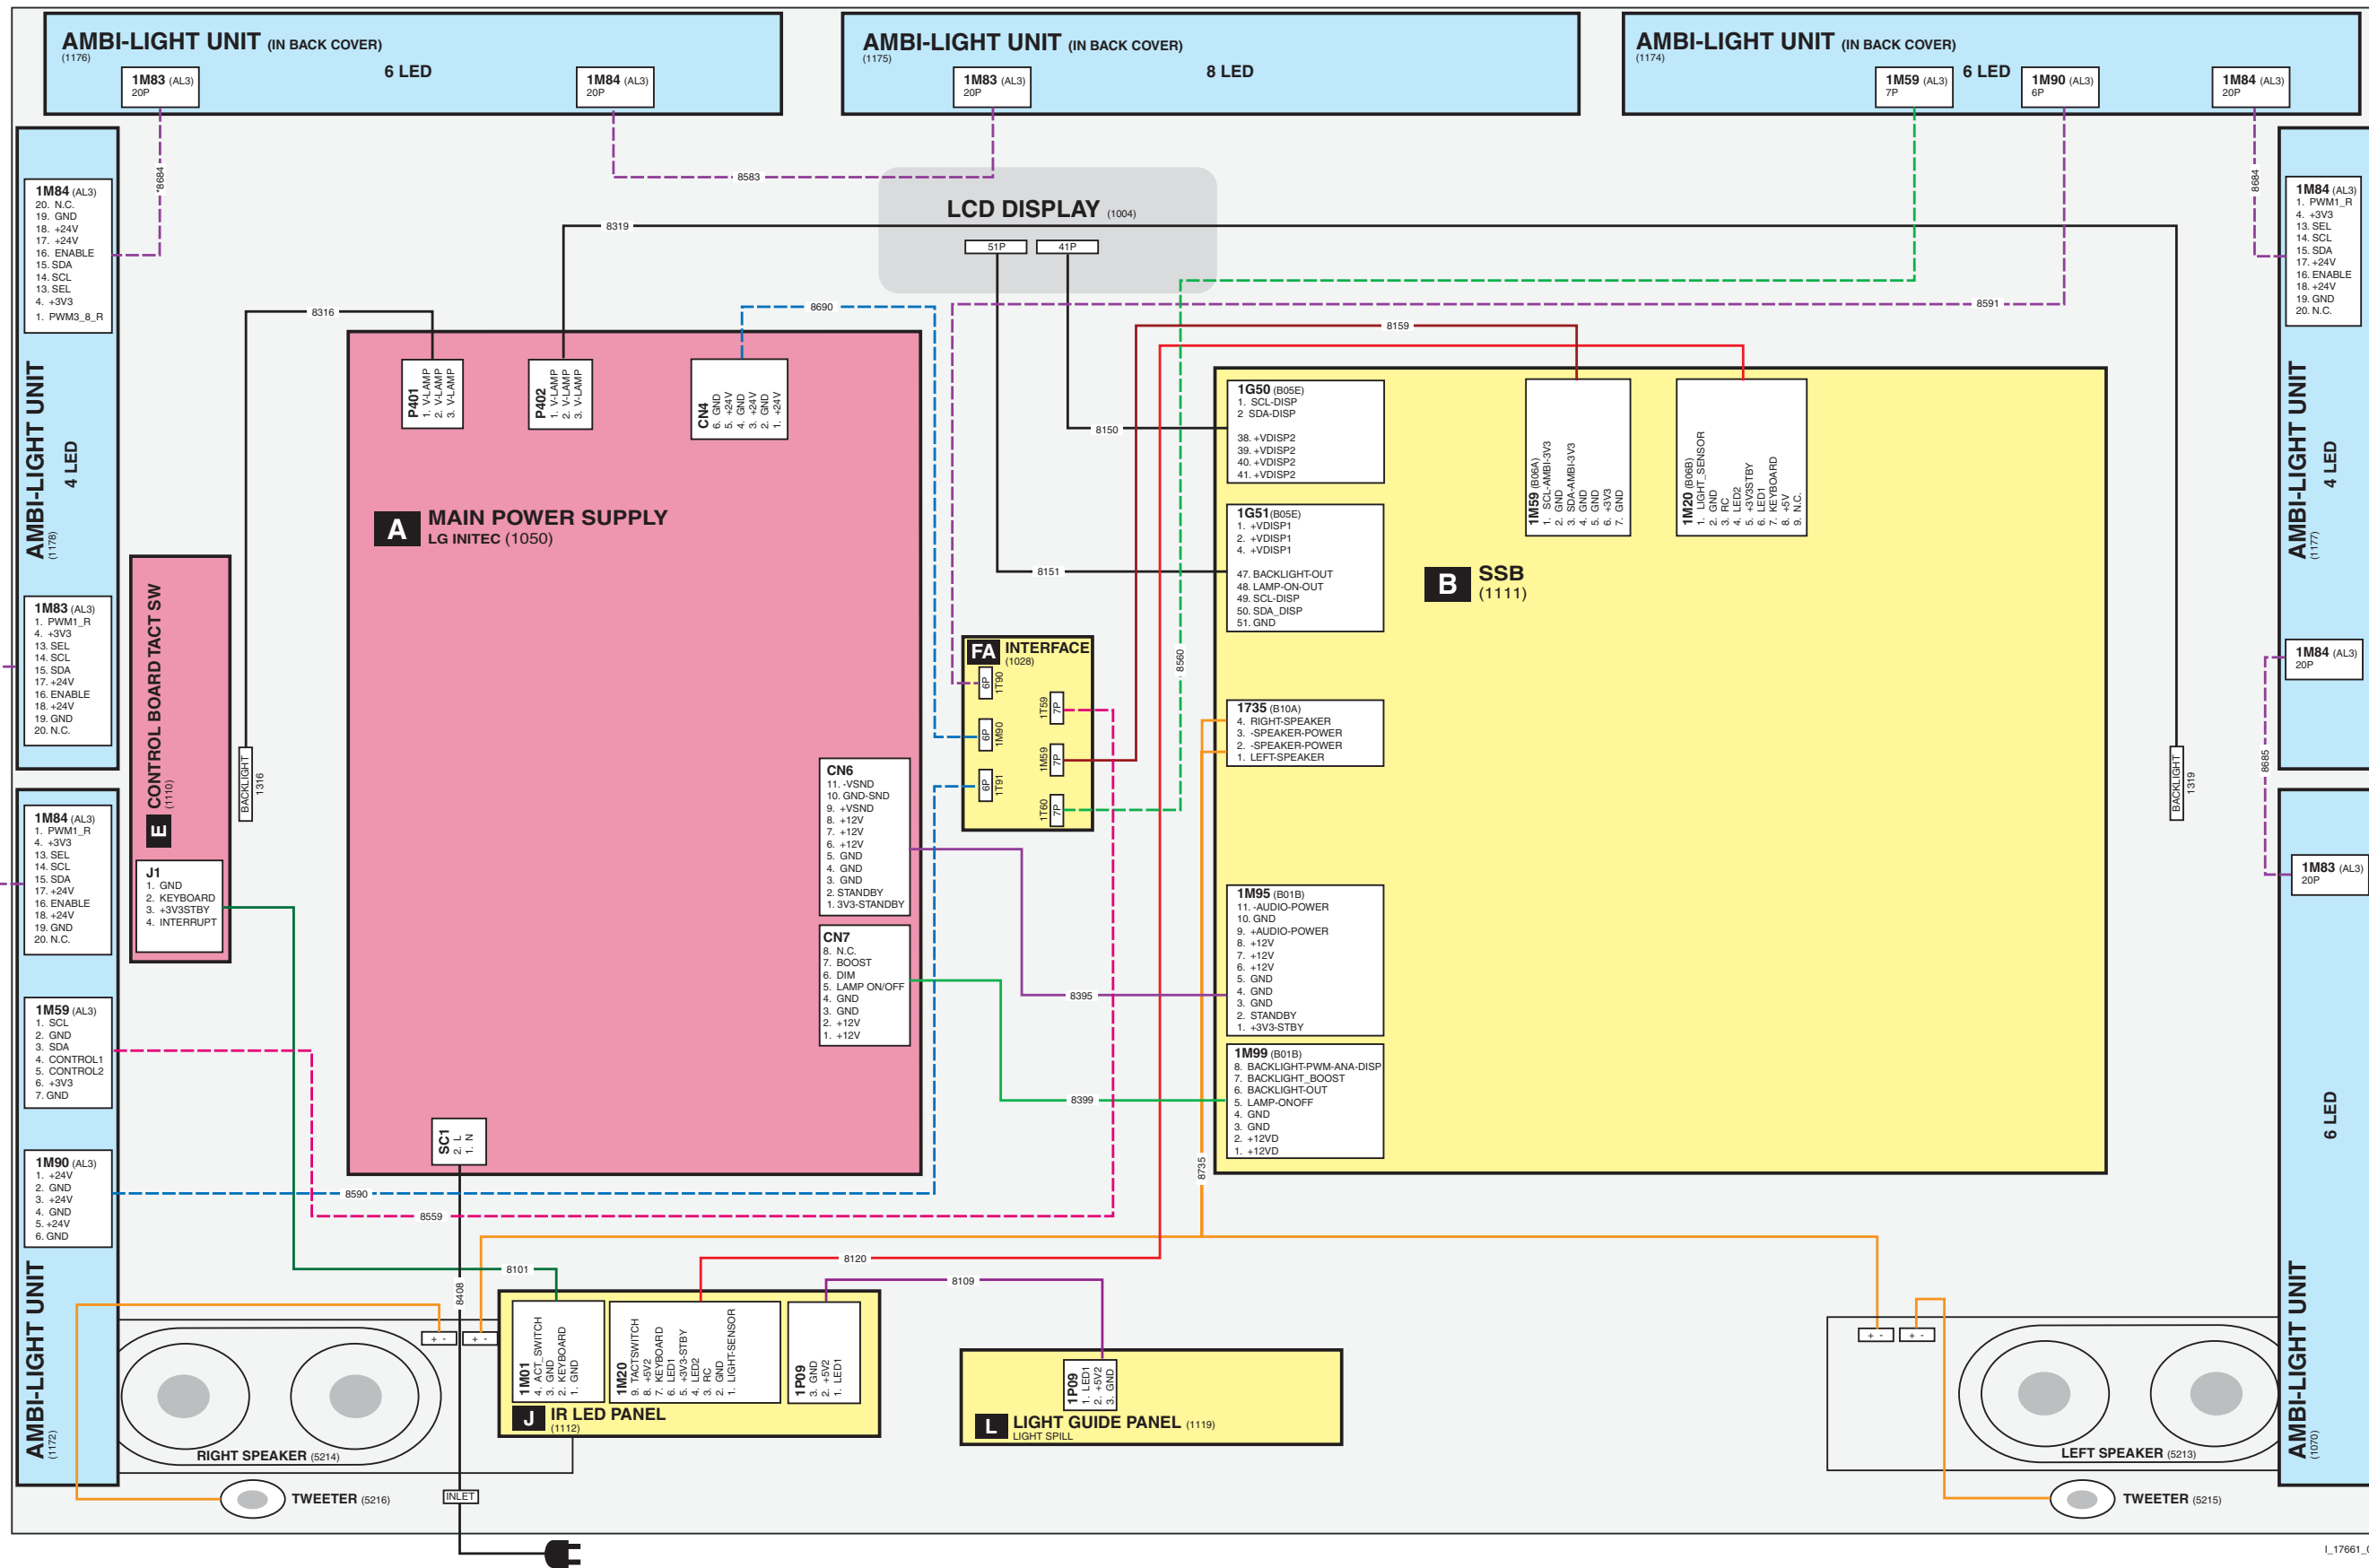 AMBI-LIGHT UNIT (IN BACK COVER)
(1176)
6 LED
1M83 (AL3)
20P
1M84 (AL3)
20P
AMBI-LIGHT UNIT (IN BACK COVER)
(1175)
8 LED
1M83 (AL3)
20P
AMBI-LIGHT UNIT (IN BACK COVER)
(1174)
1M59 (AL3)
7P
6 LED
1M90 (AL3)
6P
1M84 (AL3)
20P
1M84 (AL3)
20. N.C.
19. GND
18. +24V
17. +24V
16. ENABLE
15. SDA
14. SCL
13. SEL
4. +3V3
1. PWM3_8_R
AMBI-LIGHT UNIT
(1178)
4 LED
1M83 (AL3)
1. PWM1_R
4. +3V3
13. SEL
14. SCL
15. SDA
17. +24V
16. ENABLE
18. +24V
19. GND
20. N.C.
8684
8583
8319
8316
8690
LCD DISPLAY (1004)
51P
41P
8591
8159
8684
1M84 (AL3)
1. PWM1_R
4. +3V3
13. SEL
14. SCL
15. SDA
17. +24V
16. ENABLE
18. +24V
19. GND
20. N.C.
AMBI-LIGHT UNIT
(1177)
4 LED
1M84 (AL3)
20P
8685
1M83 (AL3)
20P
6 LED
AMBI-LIGHT UNIT
(1070)
P401
1. V-LAMP
2. V-LAMP
3. V-LAMP
P402
1. V-LAMP
2. V-LAMP
3. V-LAMP
CN4
6. GND
5. +24V
4. GND
3. +24V
2. GND
1. +24V
A MAIN POWER SUPPLY
LG INITEC (1050)
CN6
11. -VSND
10. GND-SND
9. +VSND
8. +12V
7. +12V
6. +12V
5. GND
4. GND
3. GND
2. STANDBY
1. 3V3-STANDBY
CN7
8. N.C.
7. BOOST
6. DIM
5. LAMP ON/OFF
4. GND
3. GND
2. +12V
1. +12V
SC1
2. L
1. N
E CONTROL BOARD TACT SW
(1110)
J1
1. GND
2. KEYBOARD
3. +3V3STBY
4. INTERRUPT
BACKLIGHT
1316
FA INTERFACE
(1028)
6P
1T90
6P
1M90
6P
1T91
1T59
7P
1M59
7P
1T60
7P
8560
8150
8151
1G50 (B05E)
1. SCL-DISP
2 SDA-DISP
38. +VDISP2
39. +VDISP2
40. +VDISP2
41. +VDISP2
1G51 (B05E)
1. +VDISP1
2. +VDISP1
4. +VDISP1
47. BACKLIGHT-OUT
48. LAMP-ON-OUT
49. SCL-DISP
50. SDA_DISP
51. GND
1M59 (B06A)
1. SCL-AMBI-3V3
2. GND
3. SDA-AMBI-3V3
4. GND
5. GND
6. +3V3
7. GND
1M20 (B06B)
1. LIGHT_SENSOR
2. GND
3. RC
4. LED2
5. +3V3STBY
6. LED1
7. KEYBOARD
8. +5V
9. N.C.
B SSB
(1111)
1735 (B10A)
4. RIGHT-SPEAKER
3. -SPEAKER-POWER
2. -SPEAKER-POWER
1. LEFT-SPEAKER
1M95 (B01B)
11. -AUDIO-POWER
10. GND
9. +AUDIO-POWER
8. +12V
7. +12V
6. +12V
5. GND
4. GND
3. GND
2. STANDBY
1. +3V3-STBY
1M99 (B01B)
8. BACKLIGHT-PWM-ANA-DISP
7. BACKLIGHT_BOOST
6. BACKLIGHT-OUT
5. LAMP-ONOFF
4. GND
3. GND
2. +12VD
1. +12VD
BACKLIGHT
1319
8395
8399
8735
1M84 (AL3)
1. PWM1_R
4. +3V3
13. SEL
14. SCL
15. SDA
17. +24V
16. ENABLE
18. +24V
19. GND
20. N.C.
1M59 (AL3)
1. SCL
2. GND
3. SDA
4. CONTROL1
5. CONTROL2
6. +3V3
7. GND
1M90 (AL3)
1. +24V
2. GND
3. +24V
4. GND
5. +24V
6. GND
AMBI-LIGHT UNIT
(1172)
8590
8559
8120
8101
8109
8408
+ -
+ -
1M01
4. ACT_SWITCH
3. GND
2. KEYBOARD
1. GND
1M20
9. TACTSWITCH
8. +5V2
7. KEYBOARD
6. LED1
5. +3V3-STBY
4. LED2
3. RC
2. GND
1. LIGHT-SENSOR
1P09
3. GND
2. +5V2
1. LED1
J IR LED PANEL
(1112)
1P09
1. LED1
2. +5V2
3. GND
L LIGHT GUIDE PANEL (1119)
LIGHT SPILL
+ -
+ -
RIGHT SPEAKER (5214)
TWEETER (5216)
INLET
LEFT SPEAKER (5213)
TWEETER (5215)